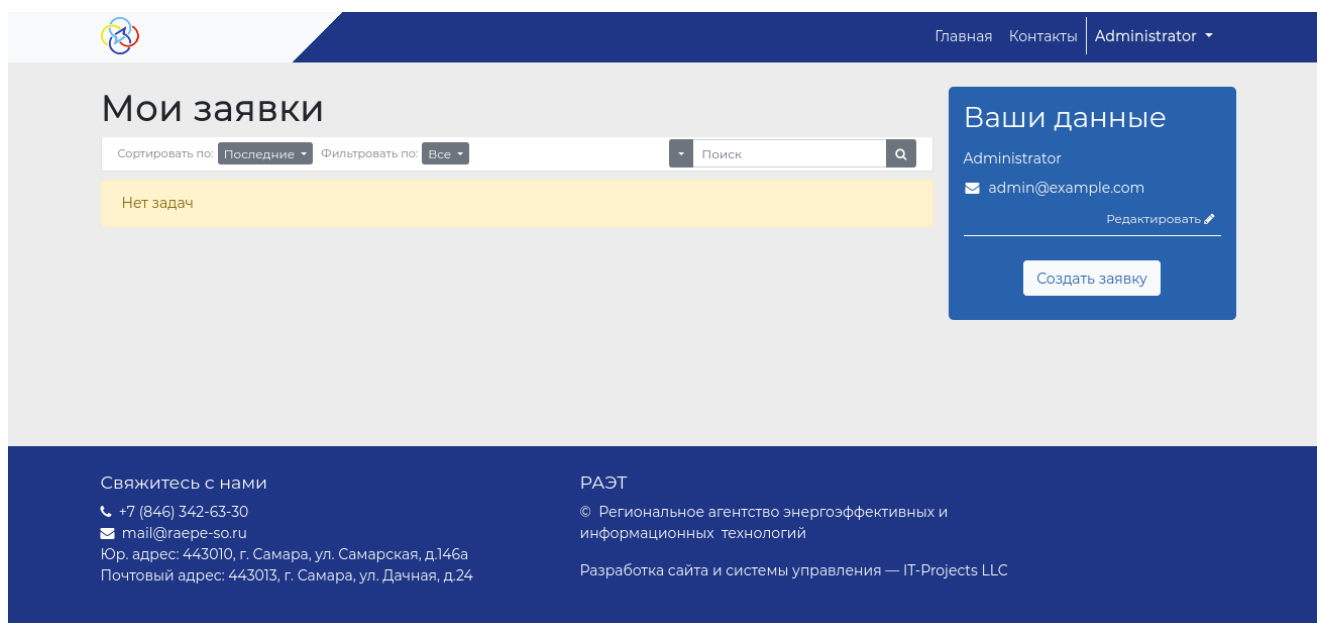 Главная Контакты Administrator
Мои заявки
Сортировать по: Последние Фильтровать по: Все Поиск
Нет задач
Ваши данные
Administrator
admin@example.com
Редактировать
Создать заявку
Свяжитесь с нами
+7 (846) 342-63-30
mail@raepe-so.ru
Юр. адрес: 443010, г. Самара, ул. Самарская, д.146а
Почтовый адрес: 443013, г. Самара, ул. Дачная, д.24
РАЭТ
© Региональное агентство энергоэффективных и
информационных технологий
Разработка сайта и системы управления — IT-Projects LLC